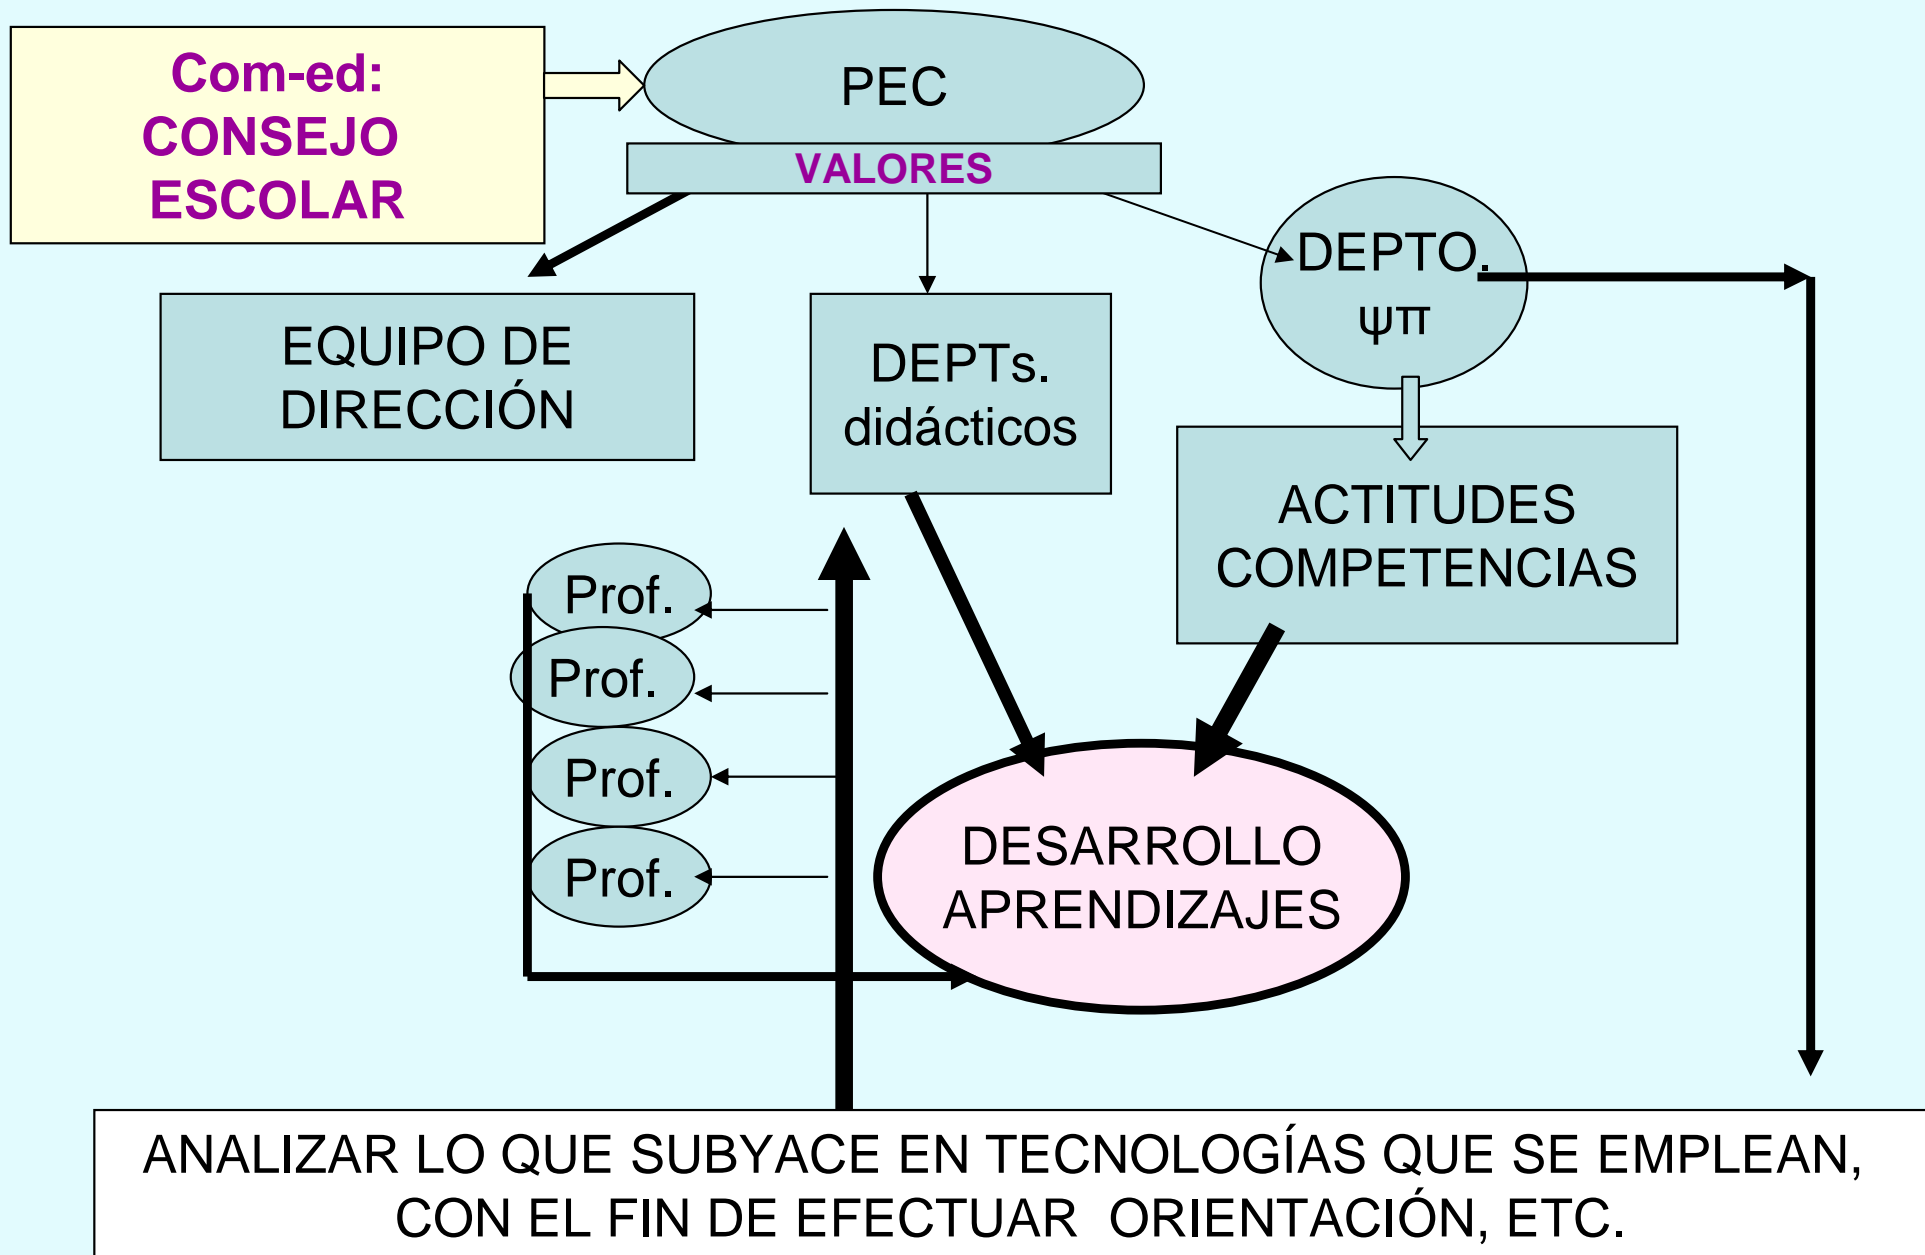 Com-ed:
CONSEJO
ESCOLAR
PEC
VALORES
DEPTO.
ψπ
EQUIPO DE
DIRECCIÓN
DEPTs.
didácticos
ACTITUDES
COMPETENCIAS
Prof.
Prof.
Prof.
Prof.
DESARROLLO
APRENDIZAJES
ANALIZAR LO QUE SUBYACE EN TECNOLOGÍAS QUE SE EMPLEAN,
CON EL FIN DE EFECTUAR ORIENTACIÓN, ETC.